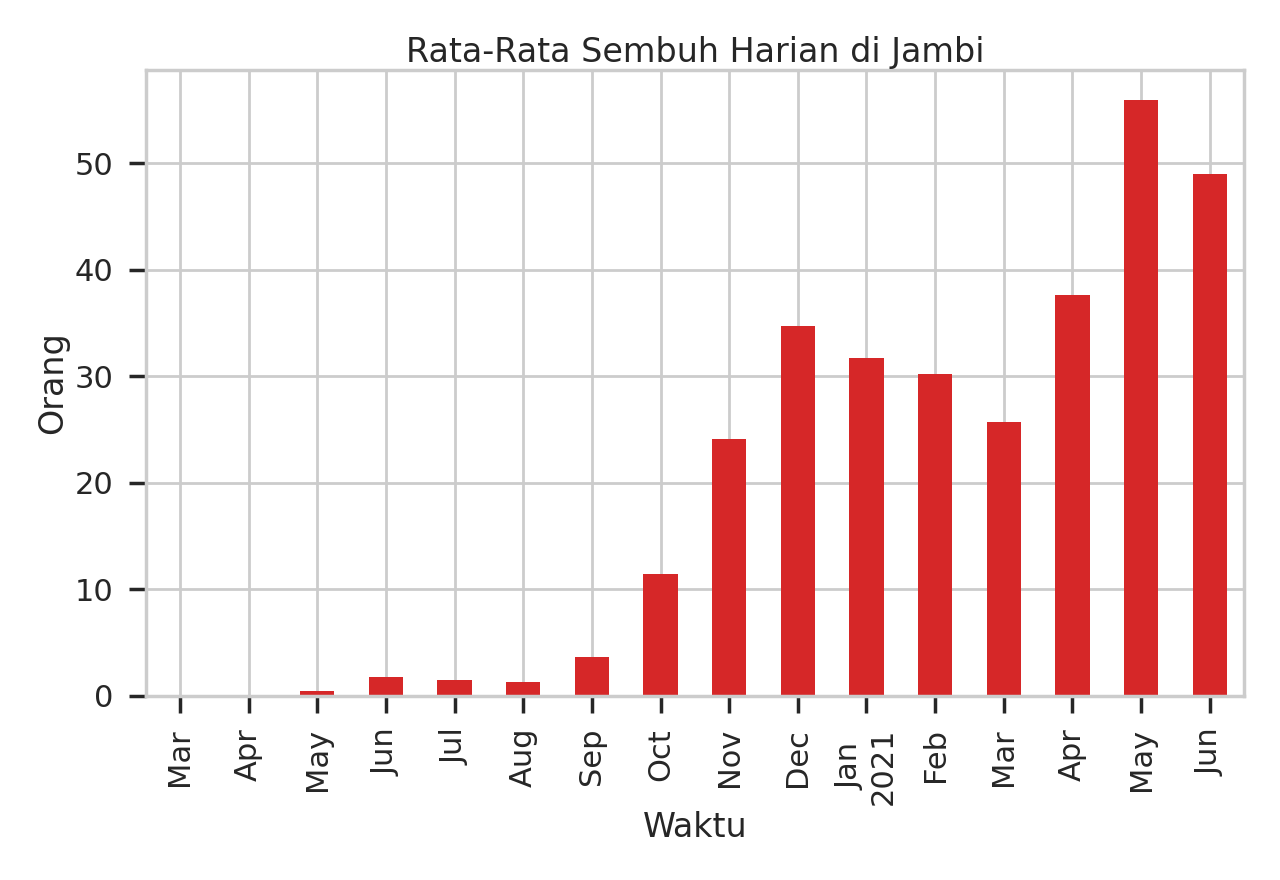 Rata-Rata Sembuh Harian di Jambi
Orang
50
40
30
20
10
0
Mar
Apr
May
Jun
Jul
Aug
Sep
Oct
Nov
Dec
Jan
2021
Feb
Mar
Apr
May
Jun
Waktu